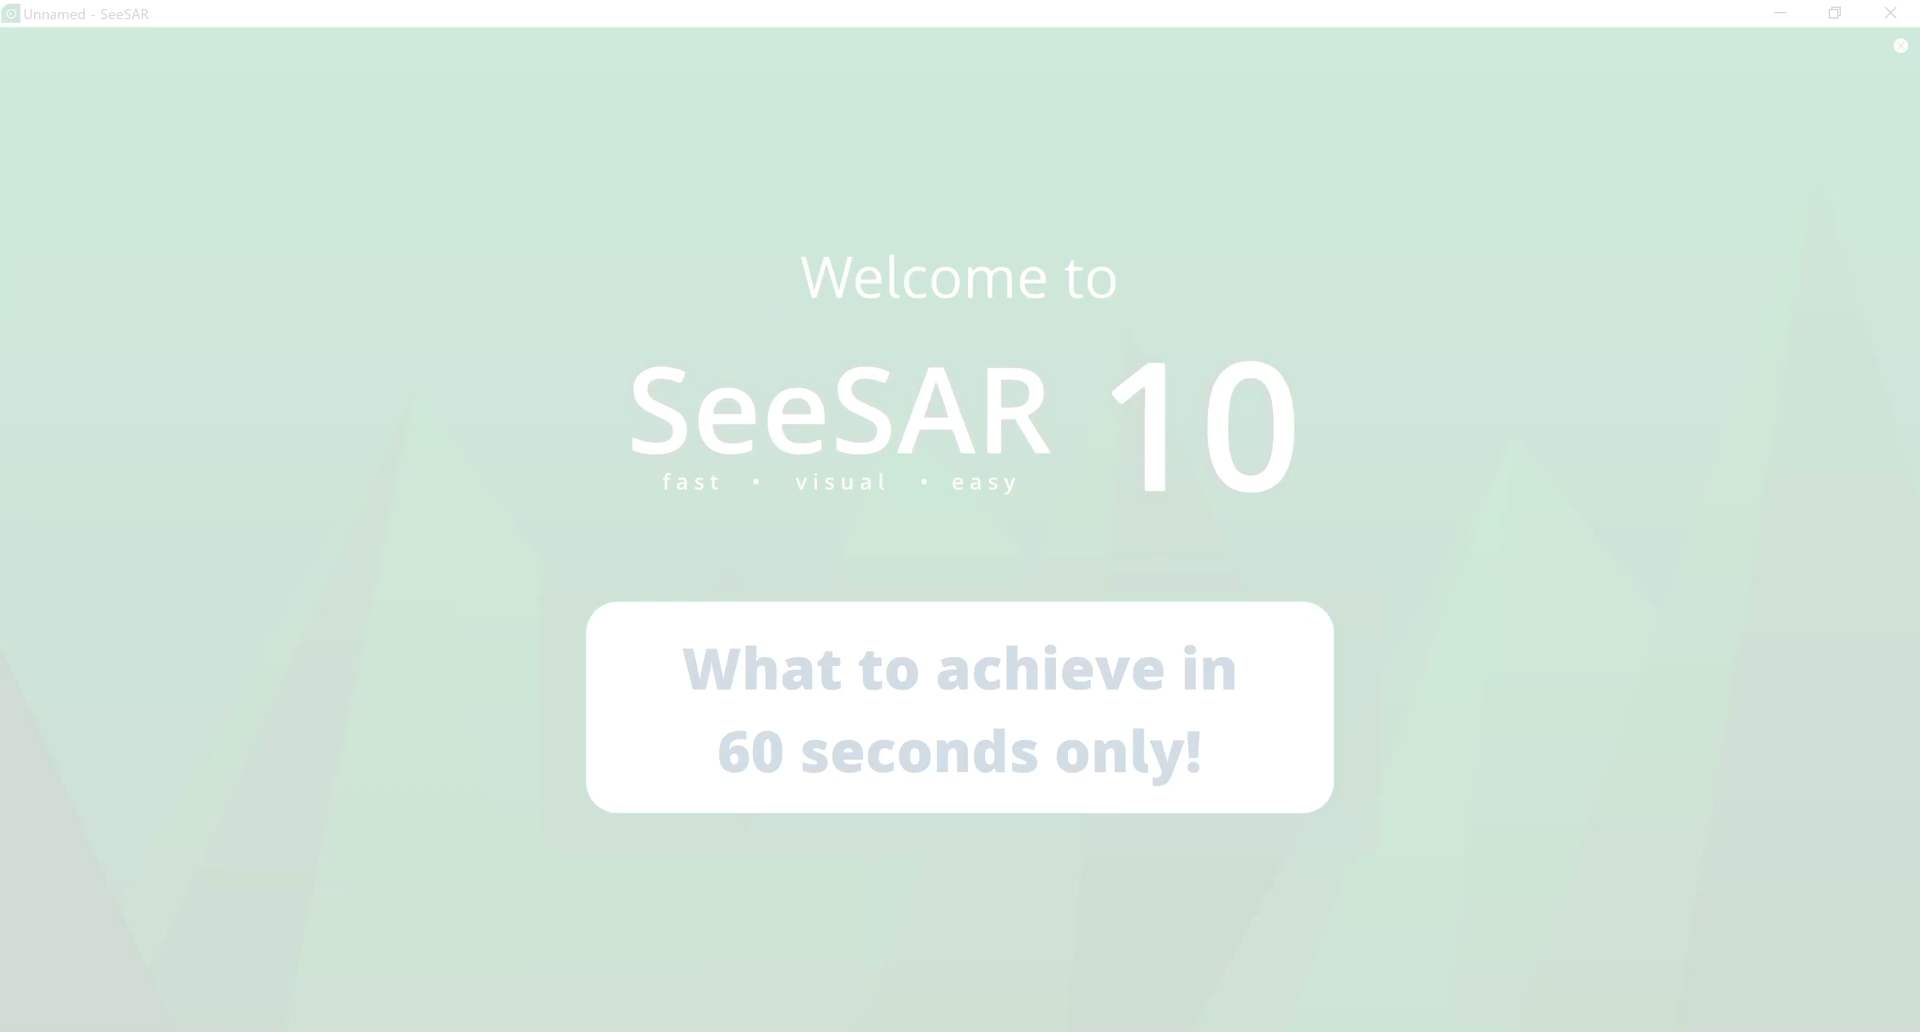 Unnamed - SeeSAR
Welcome to
SeeSAR 10
fast • visual • easy
What to achieve in
60 seconds only!